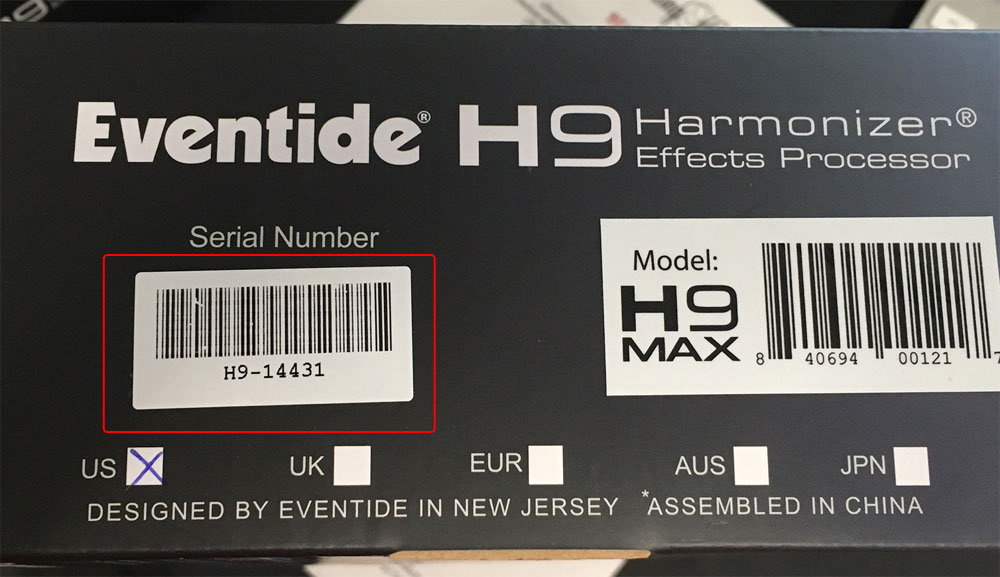 Eventide® H9 Harmonizer®
Effects Processor
Serial Number
H9-14431
Model:
H9
MAX
8 40694 00121 7
US UK EUR AUS JPN
DESIGNED BY EVENTIDE IN NEW JERSEY *ASSEMBLED IN CHINA